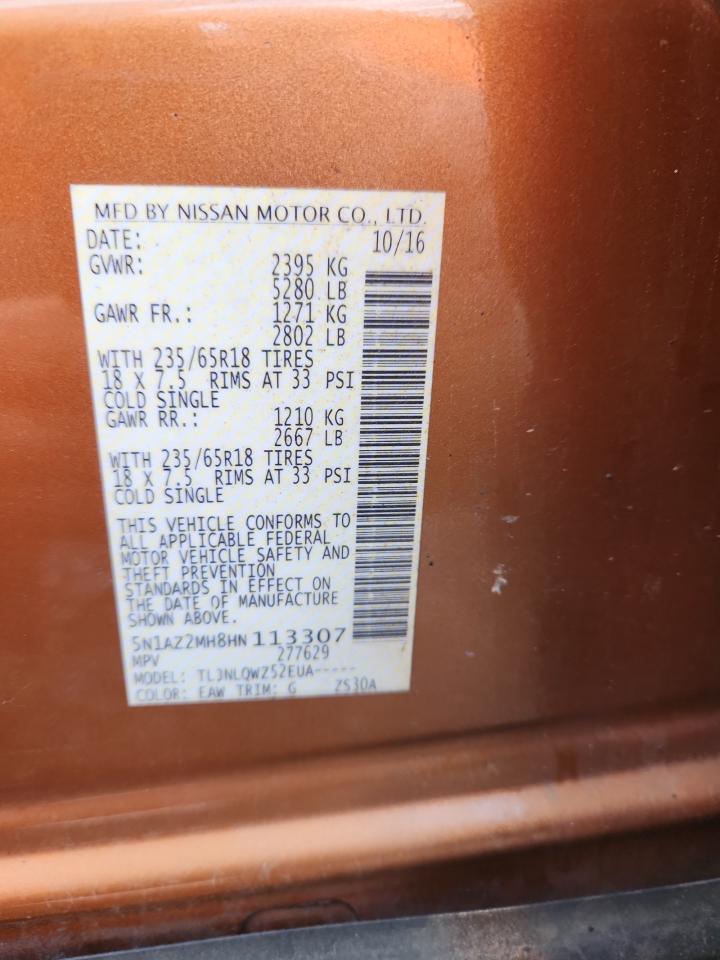 MFD BY NISSAN MOTOR CO., LTD.
DATE: 10/16
GVWR: 2395 KG
5280 LB
GAWR FR.: 1271 KG
2802 LB
WITH 235/65R18 TIRES
18 X 7.5 RIMS AT 33 PSI
COLD SINGLE
GAWR RR.: 1210 KG
2667 LB
WITH 235/65R18 TIRES
18 X 7.5 RIMS AT 33 PSI
COLD SINGLE
THIS VEHICLE CONFORMS TO
ALL APPLICABLE FEDERAL
MOTOR VEHICLE SAFETY AND
THEFT PREVENTION
STANDARDS IN EFFECT ON
THE DATE OF MANUFACTURE
SHOWN ABOVE.
5N1AZ2MH8HN113307
MPV 277629
MODEL: TL3NLQWZ52EUA-----
COLOR: EAW TRIM: G ZS30A